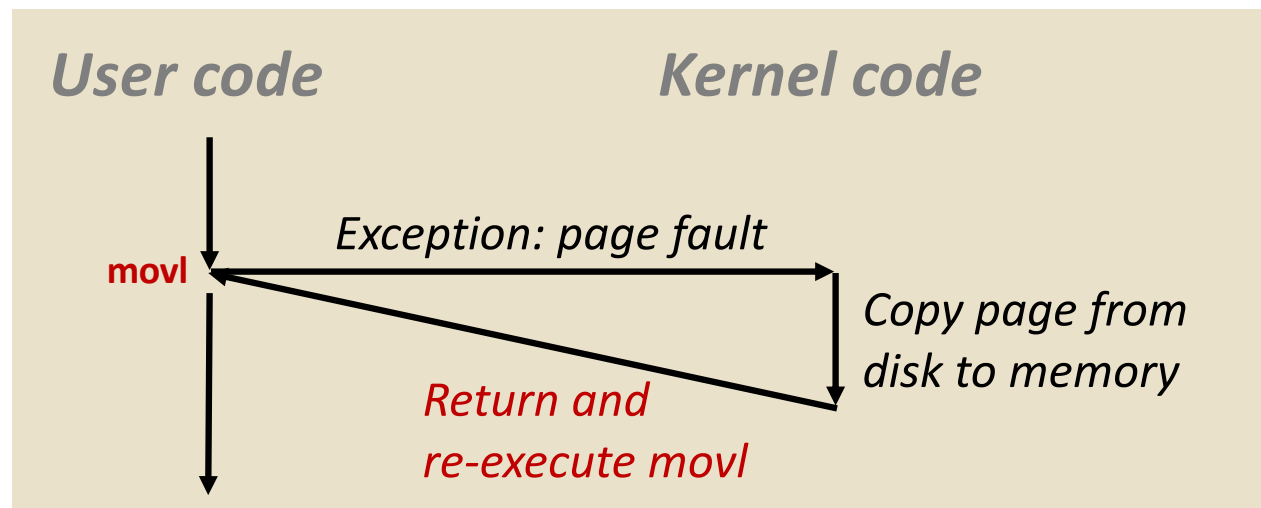 User code
Kernel code
Exception: page fault
movl
Copy page from
disk to memory
Return and
re-execute movl